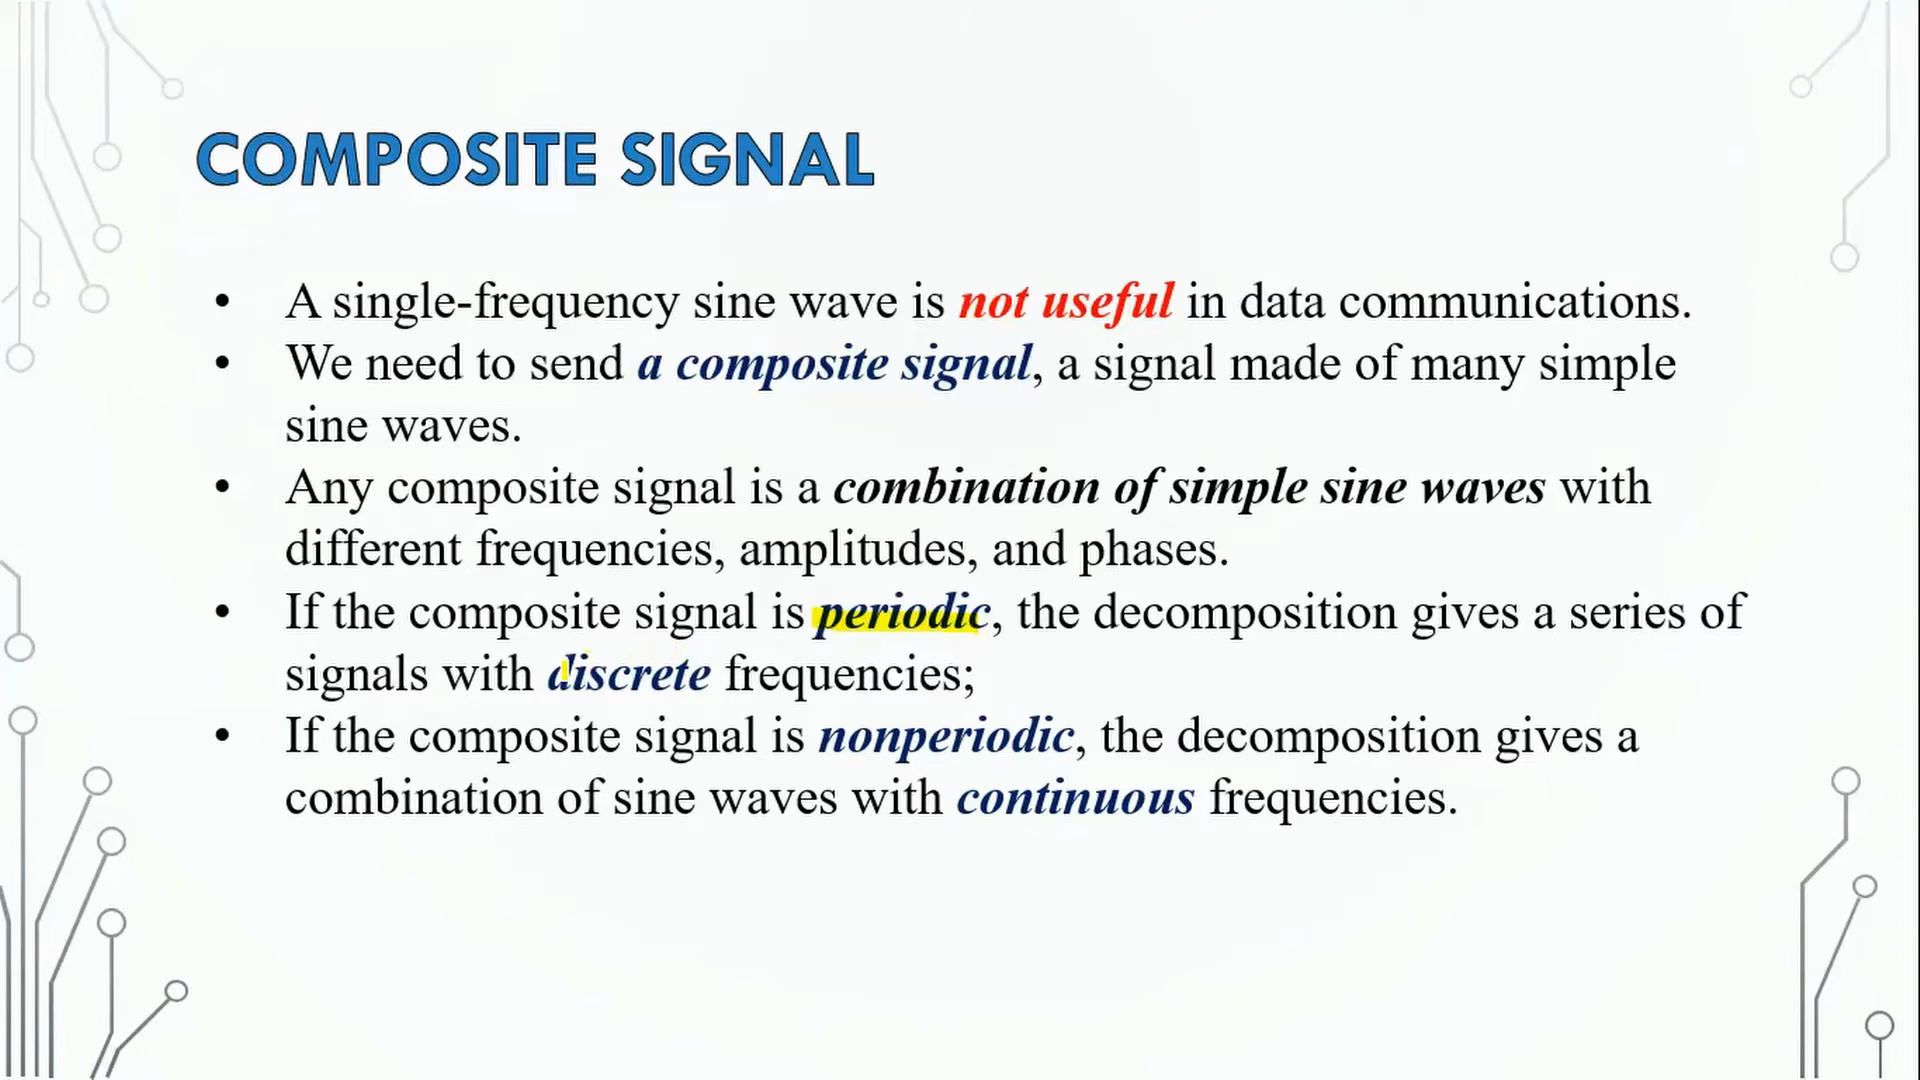 COMPOSITE SIGNAL
• A single-frequency sine wave is not useful in data communications.
• We need to send a composite signal, a signal made of many simple
sine waves.
• Any composite signal is a combination of simple sine waves with
different frequencies, amplitudes, and phases.
• If the composite signal is periodic, the decomposition gives a series of
signals with discrete frequencies;
• If the composite signal is nonperiodic, the decomposition gives a
combination of sine waves with continuous frequencies.